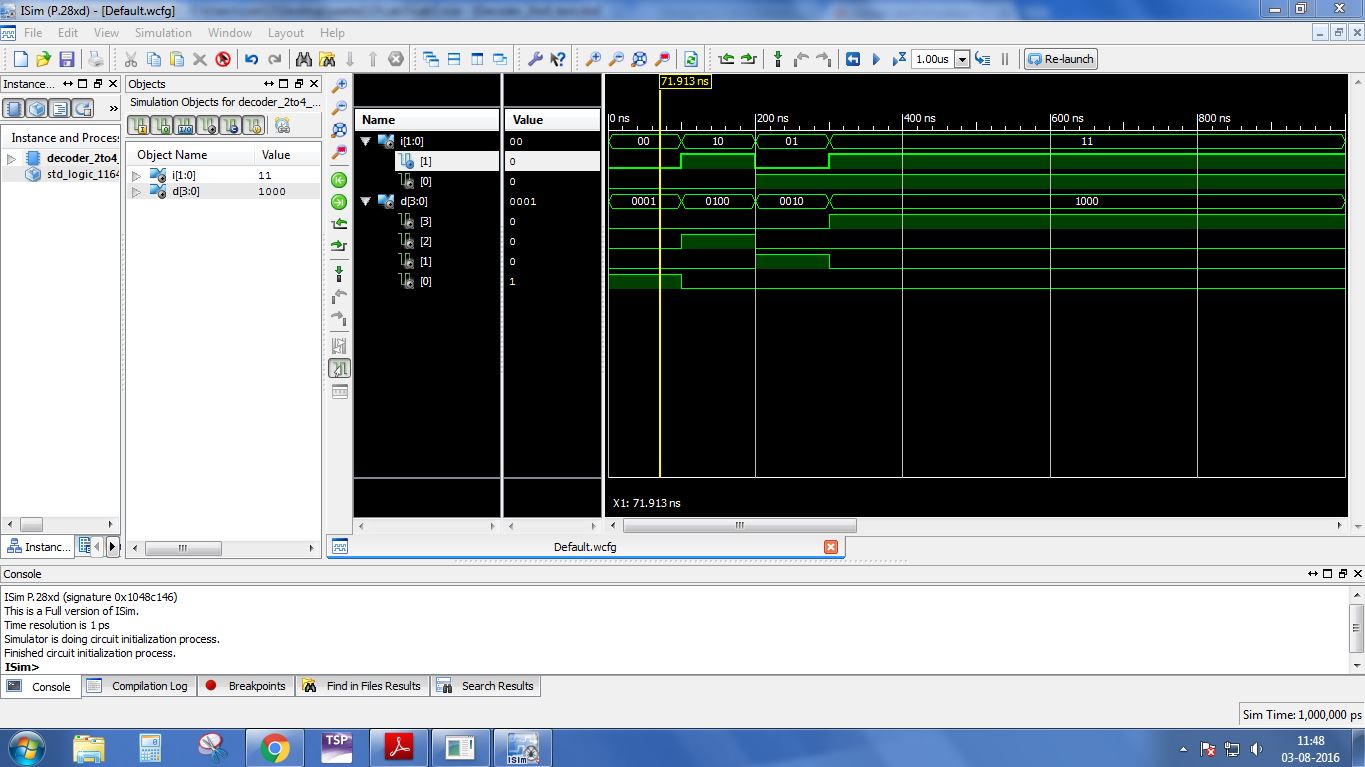 ISim (P.28xd) - [Default.wcfg]
File Edit View Simulation Window Layout Help
1.00us Re-launch
Instance...
Objects
Simulation Objects for decoder_2to4_...
Instance and Proces
decoder_2to4_
std_logic_1164
Object Name Value
i[1:0] 11
d[3:0] 1000
Name Value
i[1:0] 00
[1] 0
[0] 0
d[3:0] 0001
[3] 0
[2] 0
[1] 0
[0] 1
71.913 ns
0 ns 200 ns 400 ns 600 ns 800 ns
00 10 01 11
0001 0100 0010 1000
X1: 71.913 ns
Instanc...
Default.wcfg
Console
ISim P.28xd (signature 0x1048c146)
This is a Full version of ISim.
Time resolution is 1 ps
Simulator is doing circuit initialization process.
Finished circuit initialization process.
ISim>
Console Compilation Log Breakpoints Find in Files Results Search Results
Sim Time: 1,000,000 ps
TSP
ISim
11:48
03-08-2016